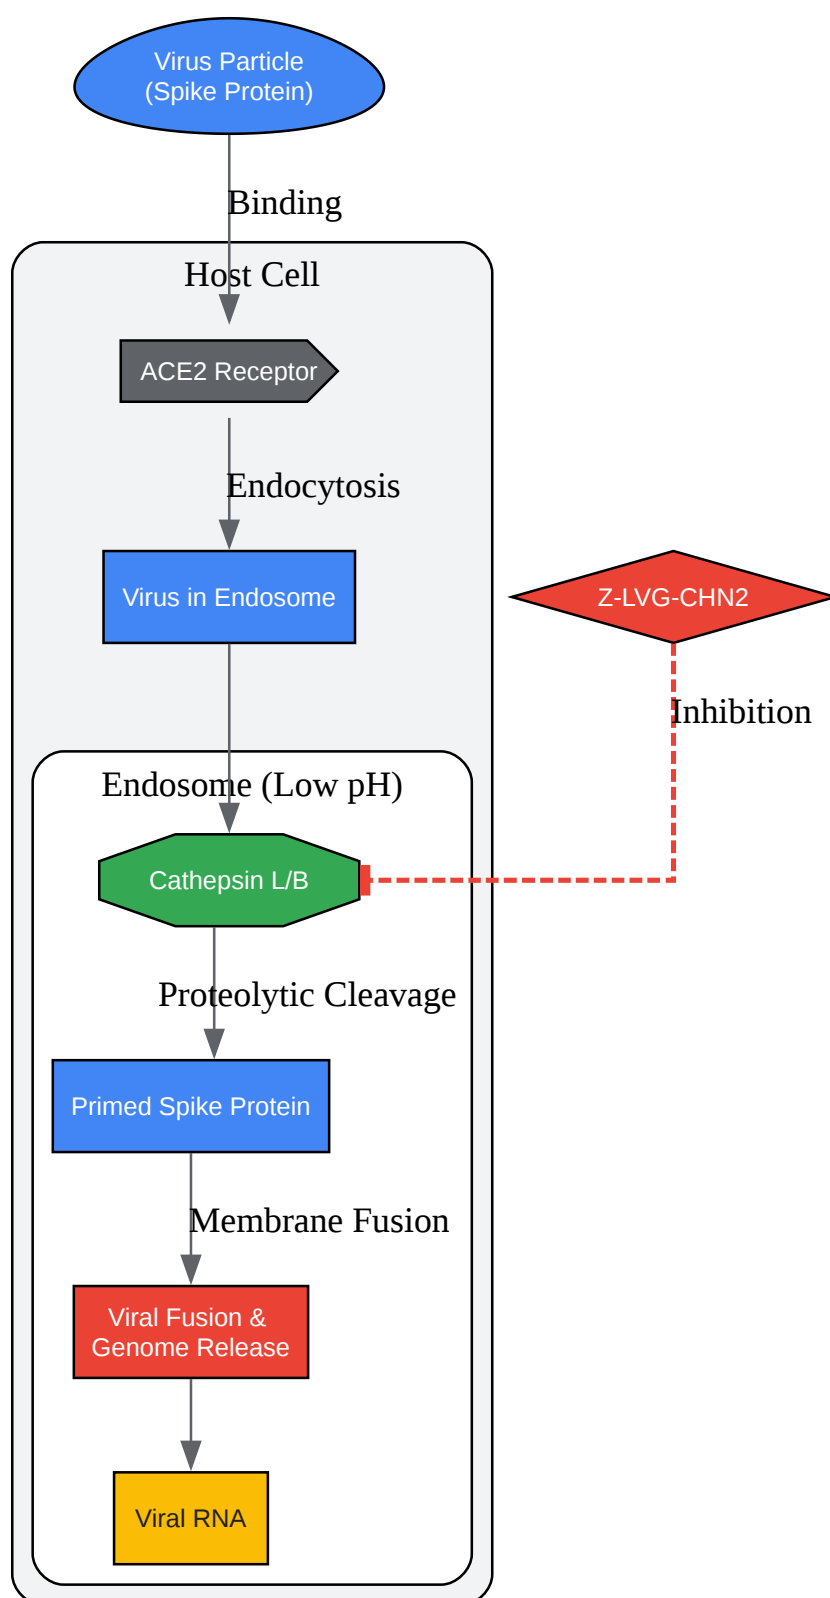 Virus Particle
(Spike Protein)
Binding
Host Cell
ACE2 Receptor
Endocytosis
Virus in Endosome
Z-LVG-CHN2
Inhibition
Endosome (Low pH)
Cathepsin L/B
Proteolytic Cleavage
Primed Spike Protein
Membrane Fusion
Viral Fusion &
Genome Release
Viral RNA